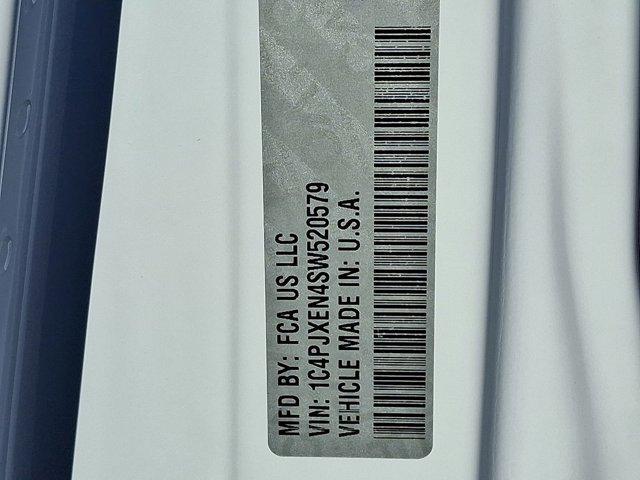 MFD BY: FCA US LLC
VIN: 1C4PJXEN4SW520579
VEHICLE MADE IN: U.S.A.